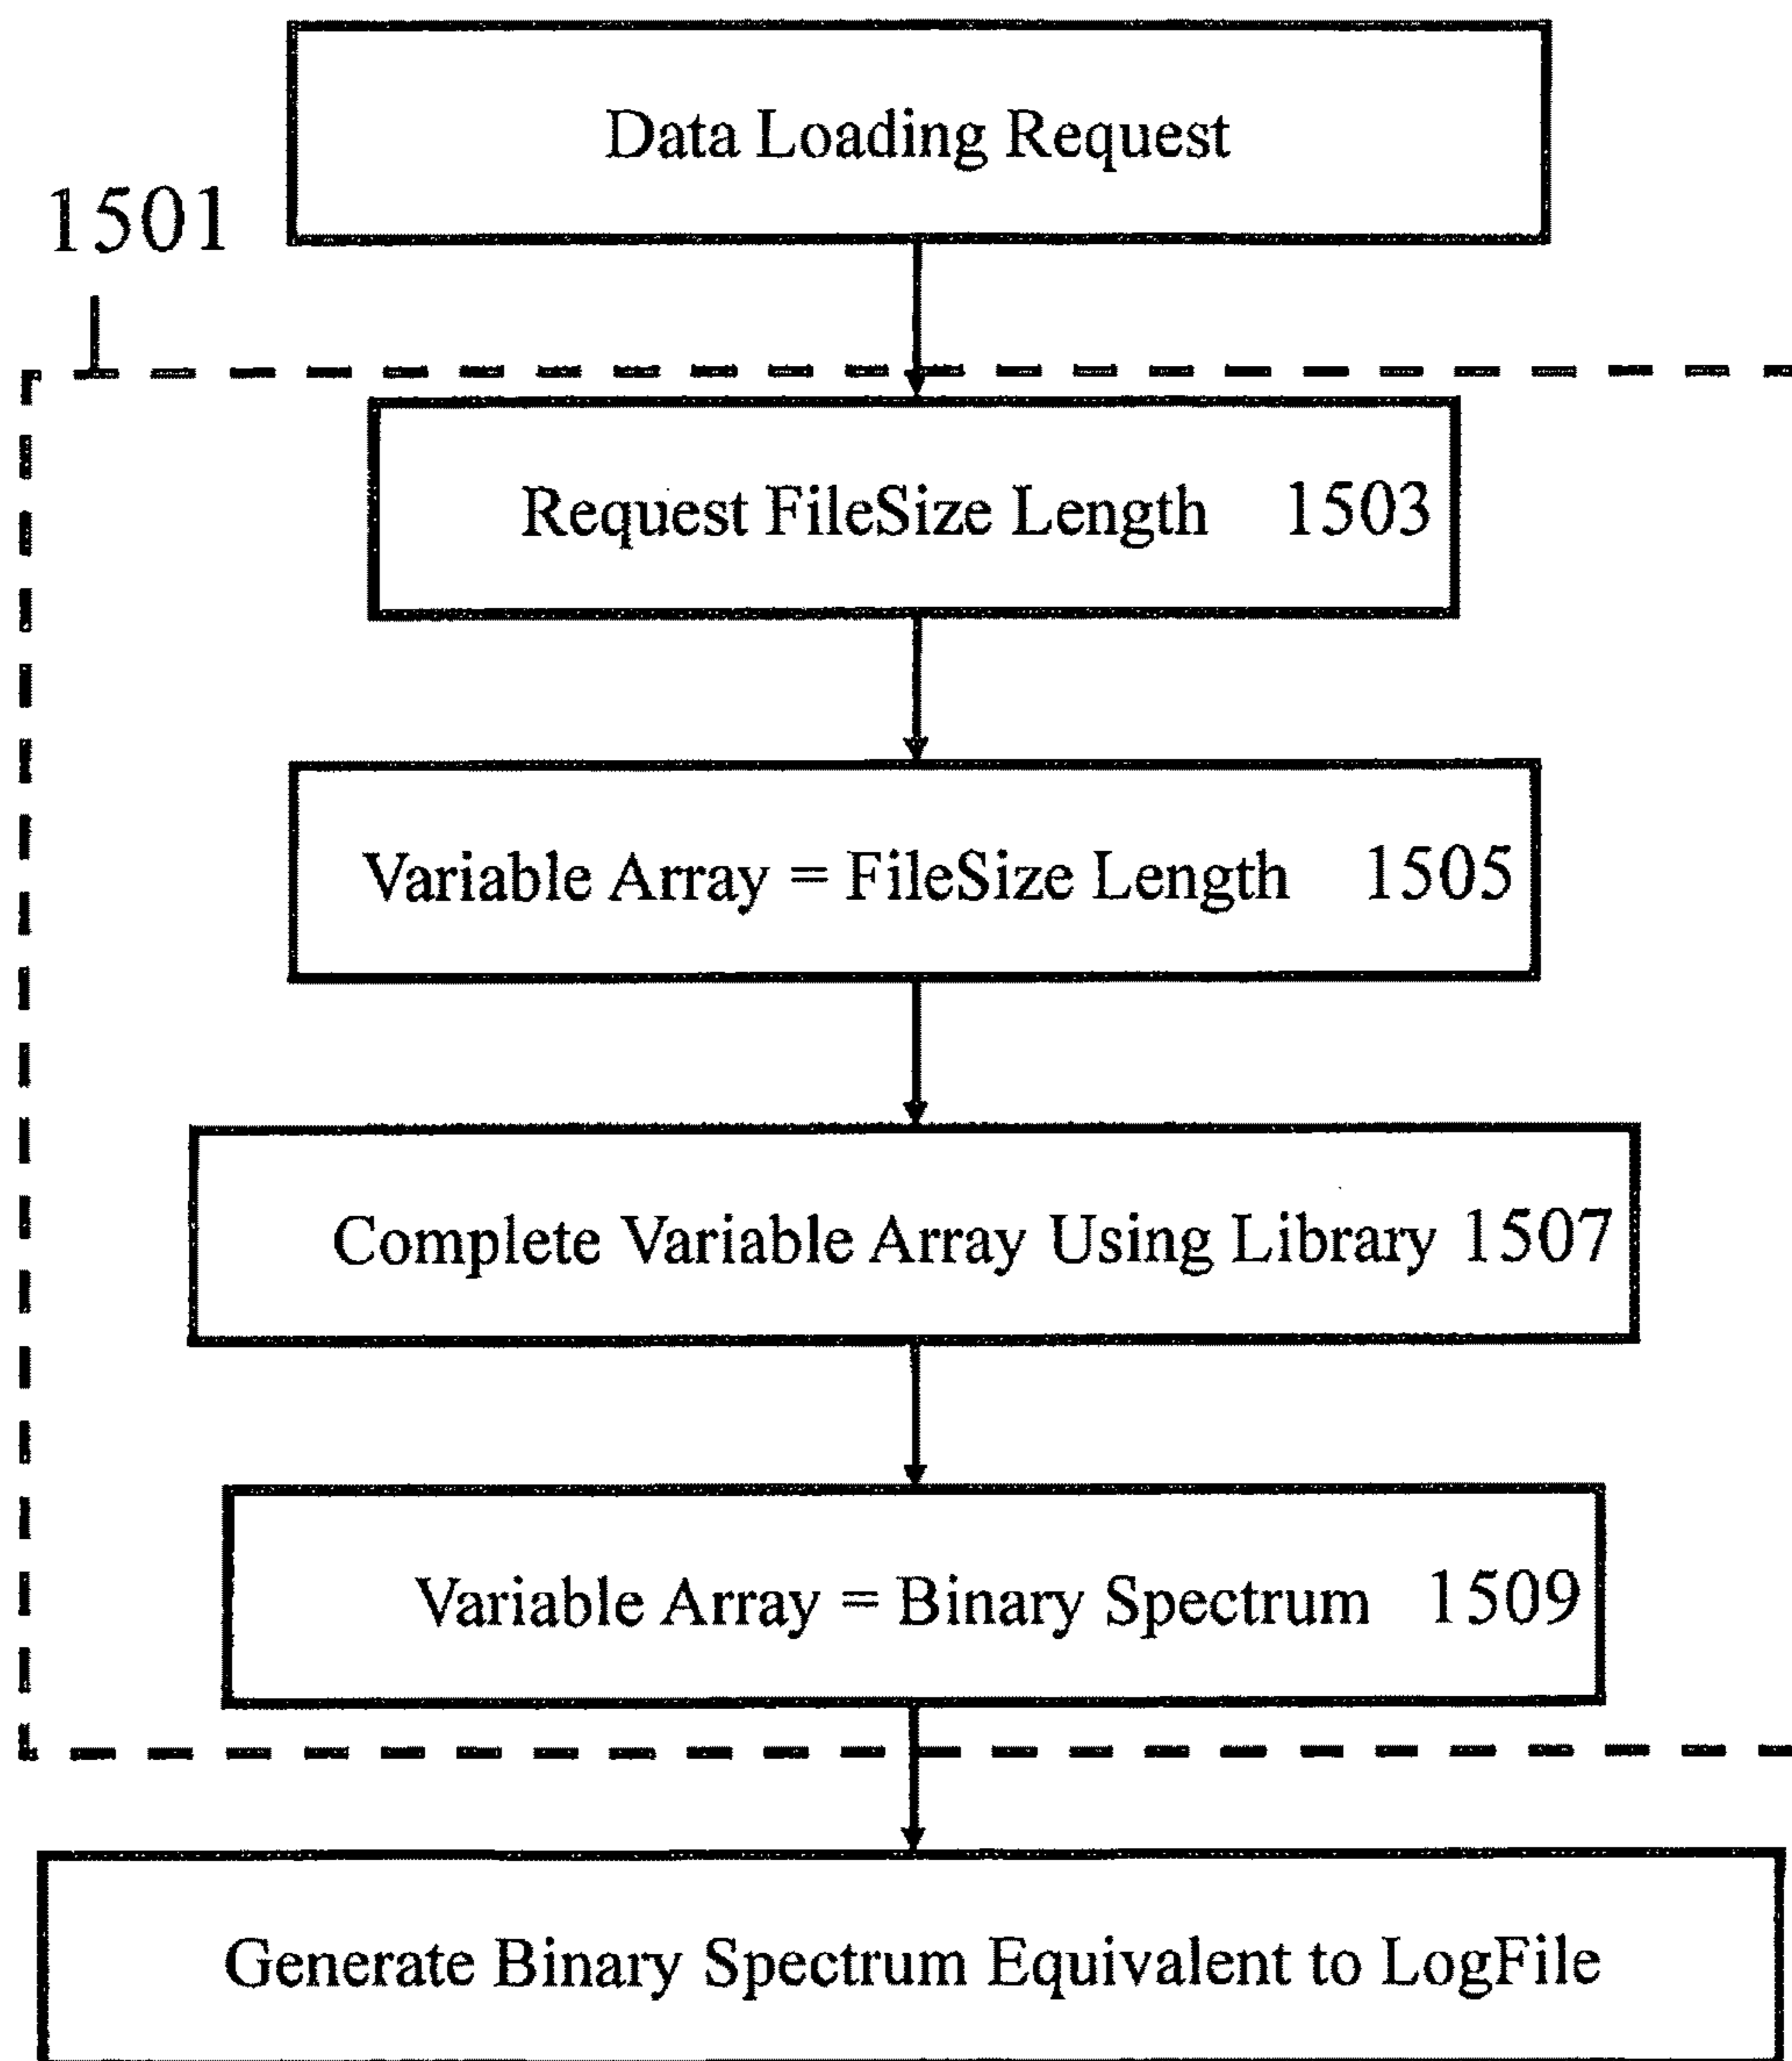 Data Loading Request
1501
Request FileSize Length 1503
Variable Array = FileSize Length 1505
Complete Variable Array Using Library 1507
Variable Array = Binary Spectrum 1509
Generate Binary Spectrum Equivalent to LogFile